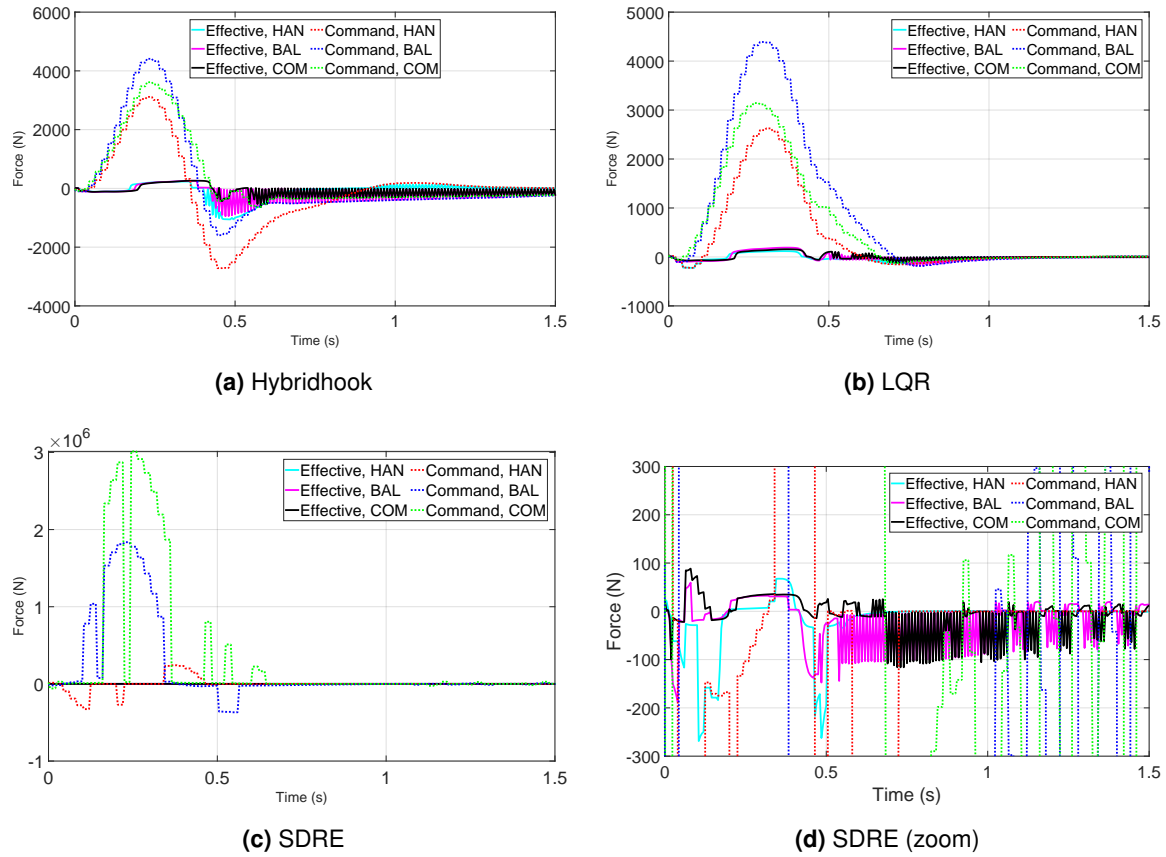 6000
4000
2000
0
-2000
-4000
Force (N)
0
0.5
1
1.5
Time (s)
Effective, HAN
Effective, BAL
Effective, COM
Command, HAN
Command, BAL
Command, COM
(a) Hybridhook
5000
4000
3000
2000
1000
0
-1000
Force (N)
0
0.5
1
1.5
Time (s)
Effective, HAN
Effective, BAL
Effective, COM
Command, HAN
Command, BAL
Command, COM
(b) LQR
×10⁶
3
2
1
0
-1
Force (N)
0
0.5
1
1.5
Time (s)
Effective, HAN
Effective, BAL
Effective, COM
Command, HAN
Command, BAL
Command, COM
(c) SDRE
300
200
100
0
-100
-200
-300
Force (N)
0
0.5
1
1.5
Time (s)
Effective, HAN
Effective, BAL
Effective, COM
Command, HAN
Command, BAL
Command, COM
(d) SDRE (zoom)